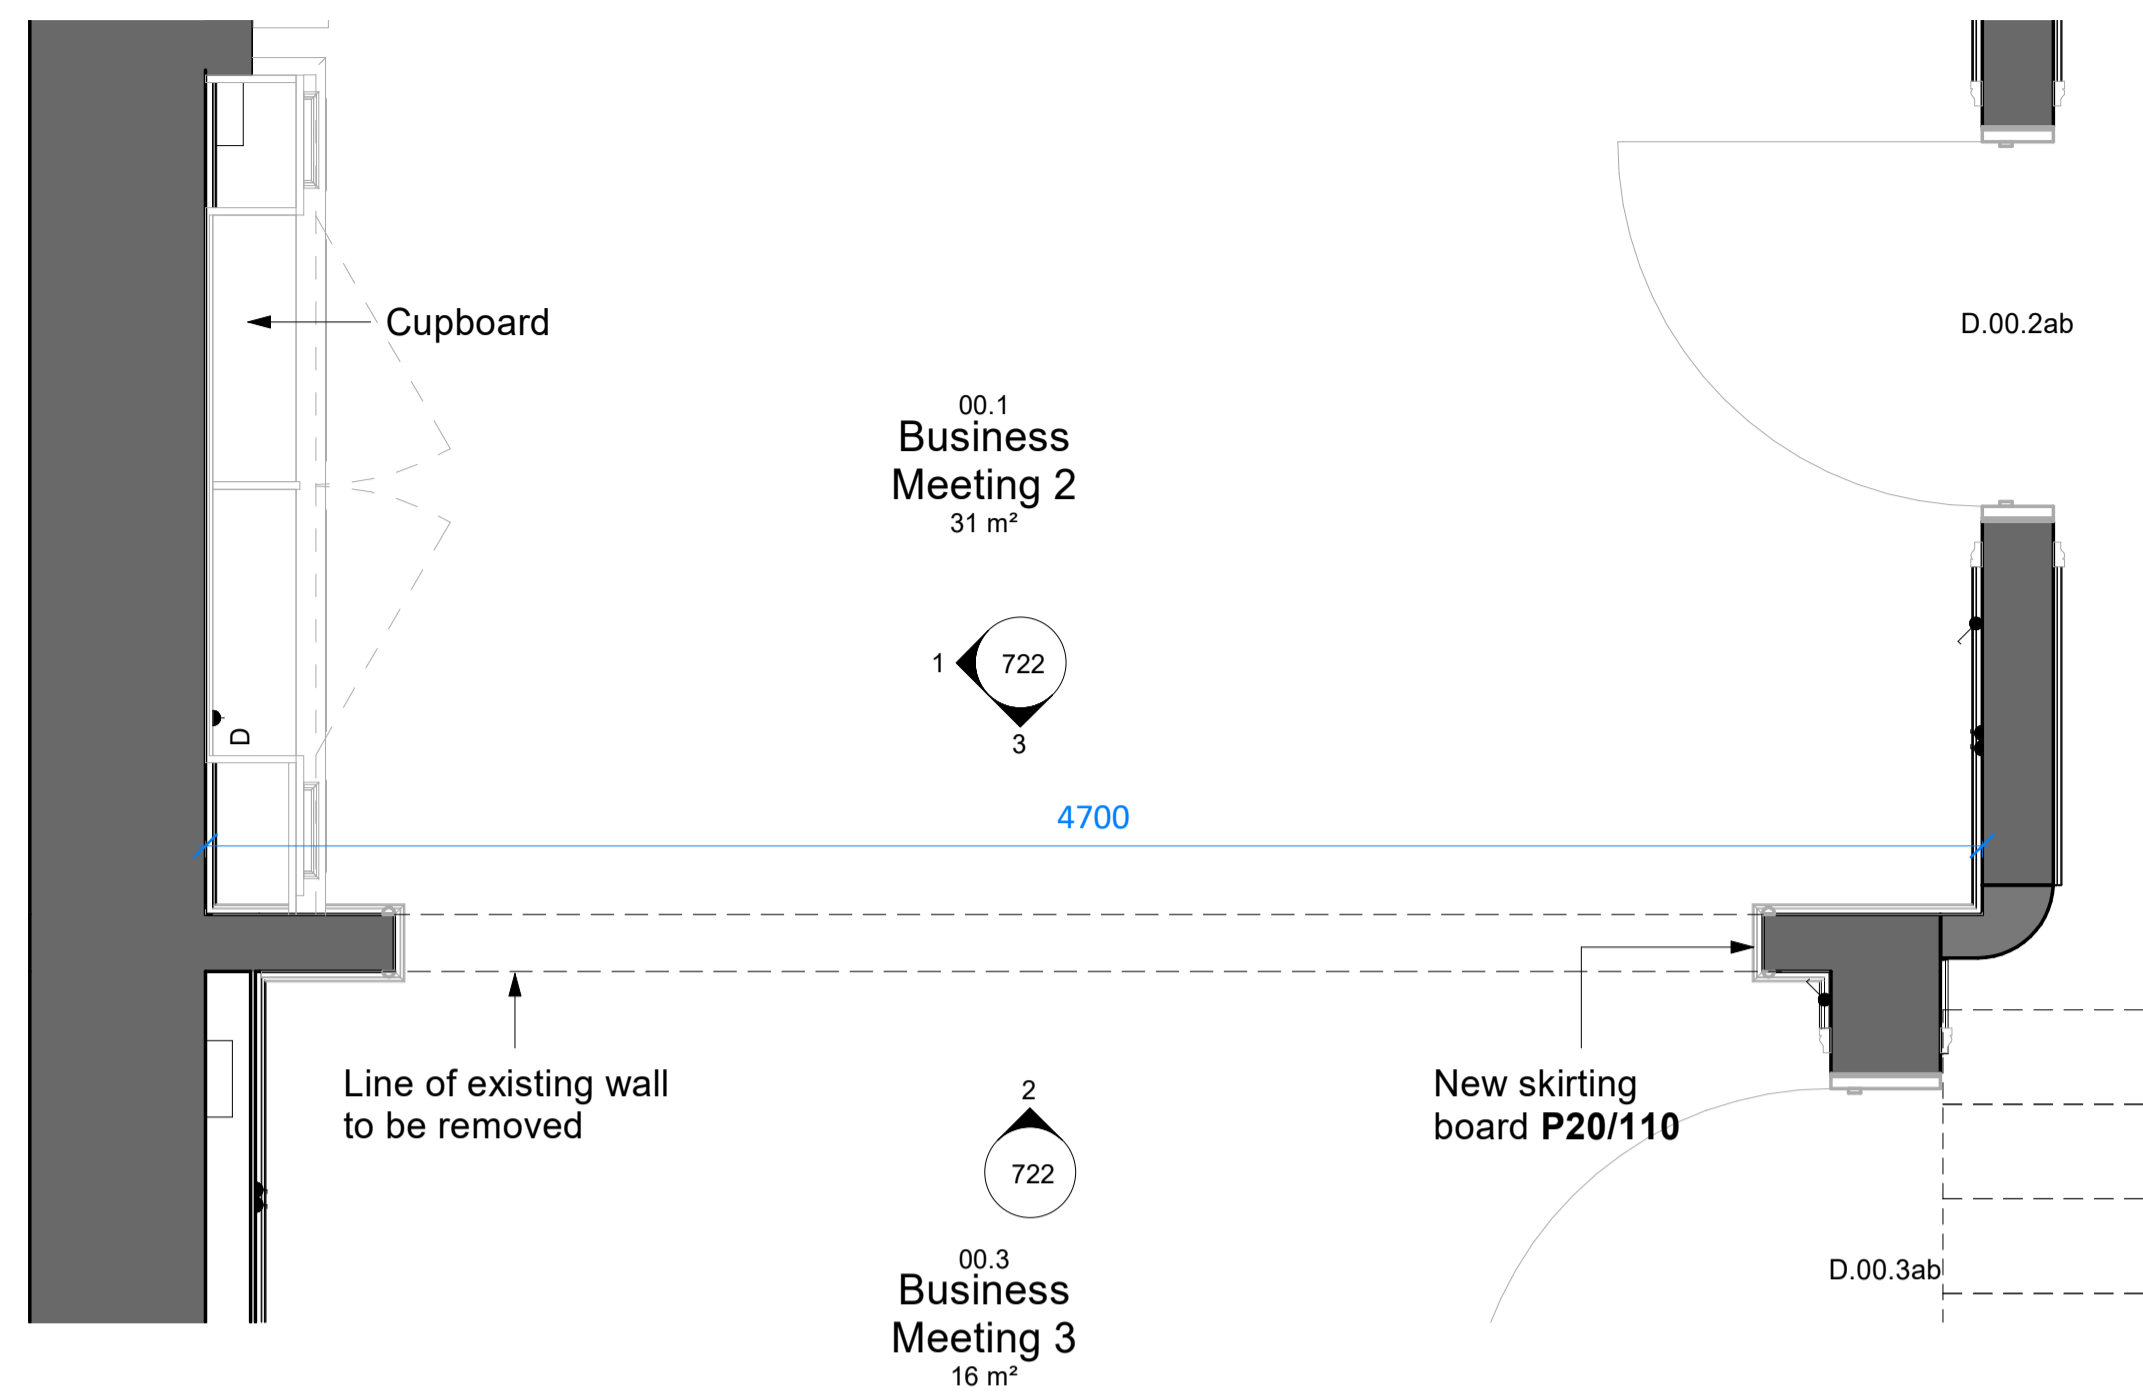 Cupboard
D.00.2ab
00.1
Business
Meeting 2
31 m²
1
722
3
D
4700
Line of existing wall
to be removed
New skirting
board P20/110
2
722
00.3
Business
Meeting 3
16 m²
D.00.3ab